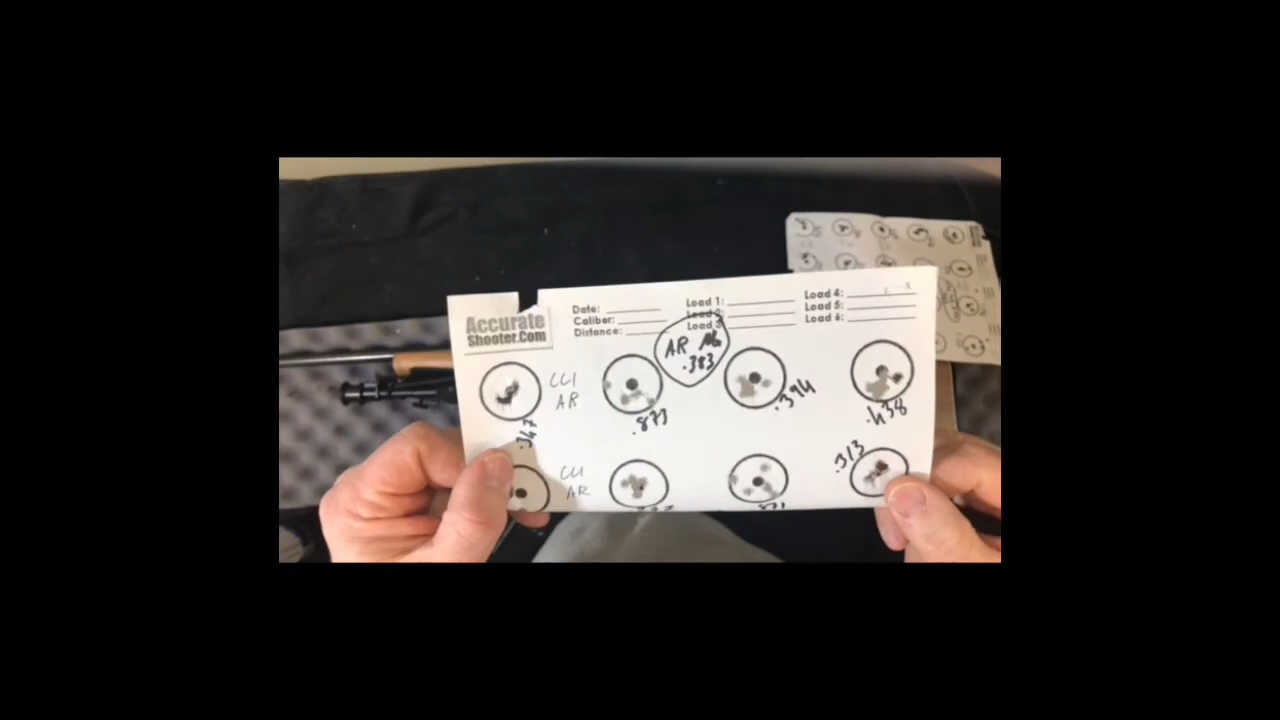 Accurate
Shooter.Com
Date:
Caliber:
Distance:
Load 1:
Load 2:
Load 3
Load 4:
Load 5:
Load 6:
AR
.383
CCI
AR
.347
.873
.394
.438
CCI
AR
.313